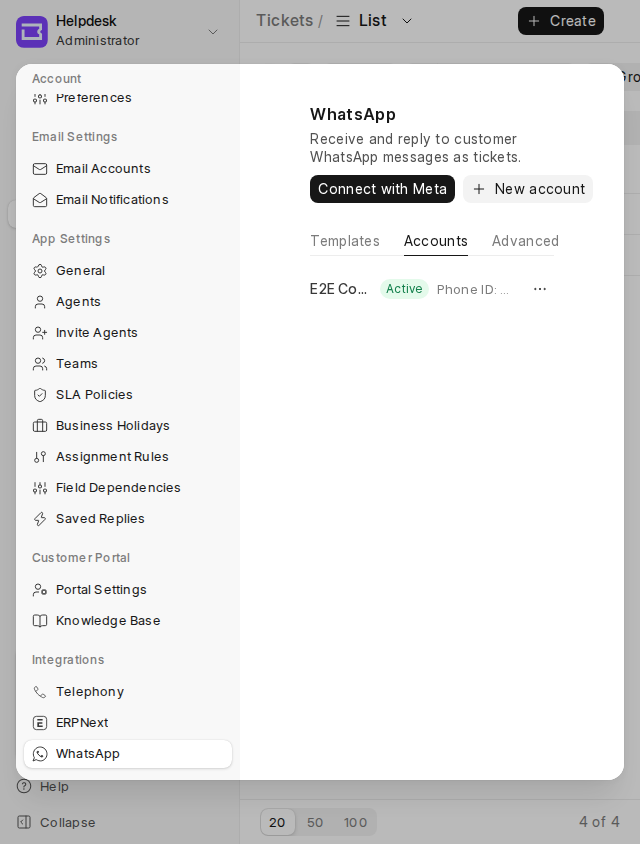 Helpdesk
Administrator
Tickets / List
Create
Account
Preferences
Email Settings
Email Accounts
Email Notifications
App Settings
General
Agents
Invite Agents
Teams
SLA Policies
Business Holidays
Assignment Rules
Field Dependencies
Saved Replies
Customer Portal
Portal Settings
Knowledge Base
Integrations
Telephony
ERPNext
WhatsApp
Help
Collapse
WhatsApp
Receive and reply to customer
WhatsApp messages as tickets.
Connect with Meta
New account
Templates Accounts Advanced
E2E Co... Active Phone ID: ...
20 50 100
4 of 4